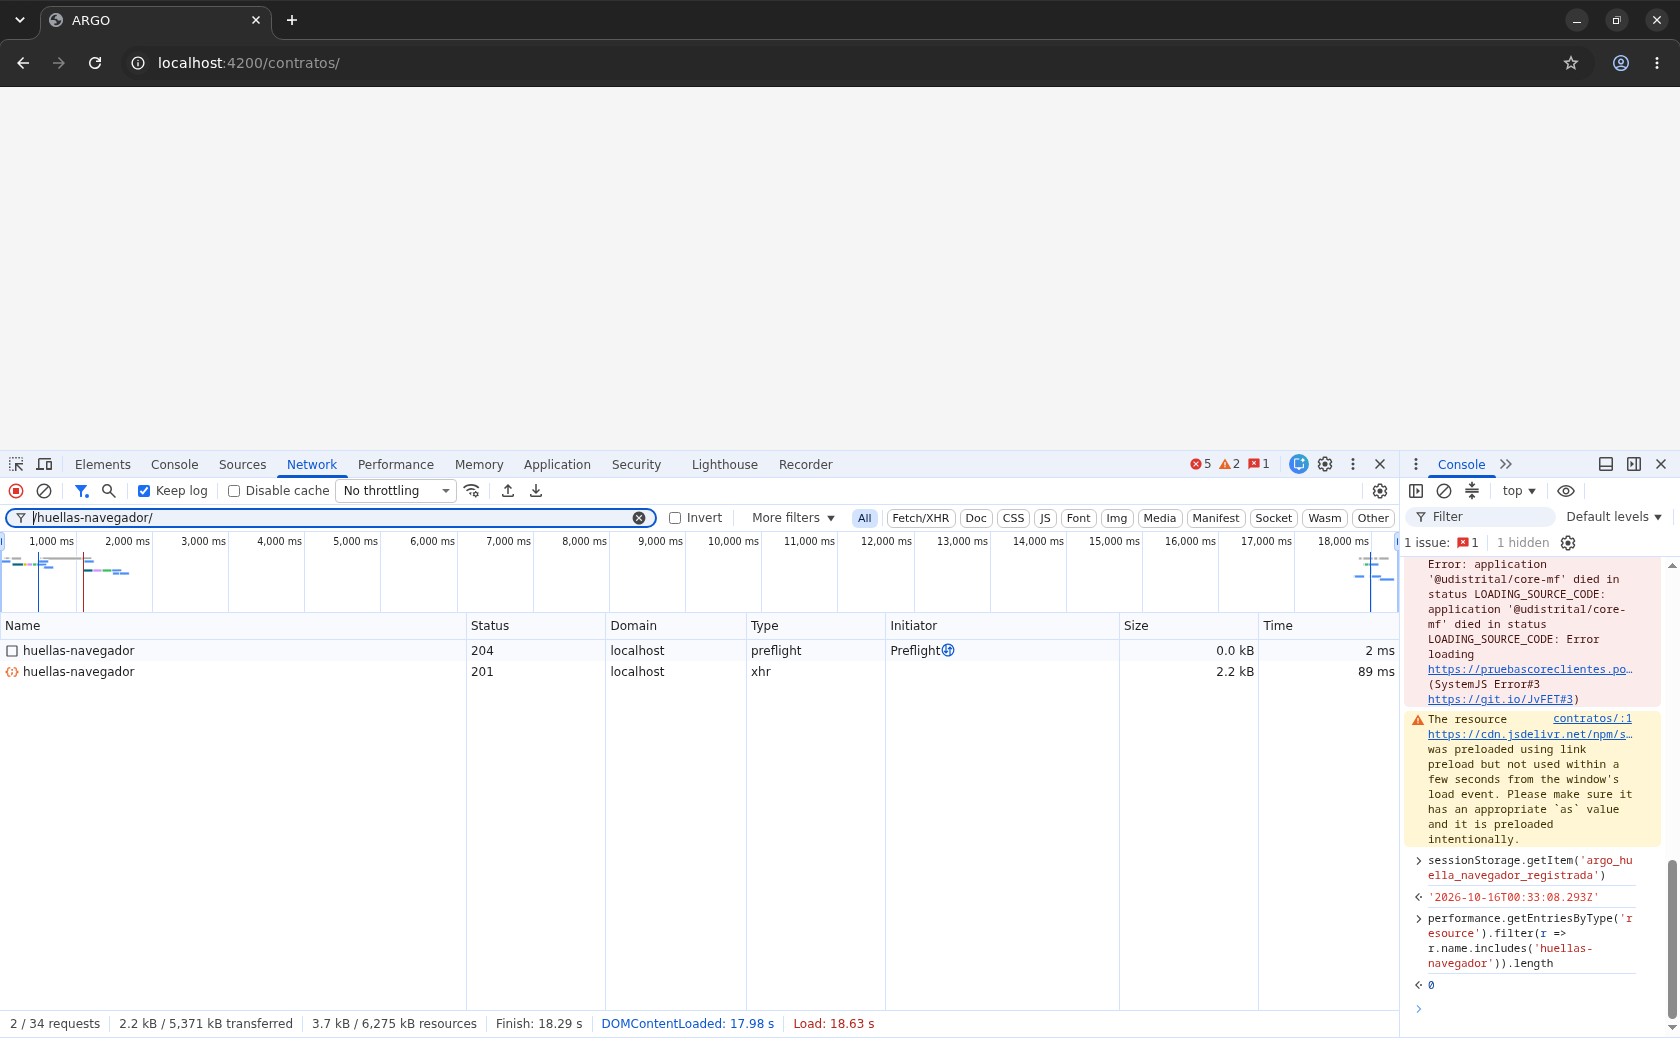 ARGO
localhost:4200/contratos/
Elements Console Sources Network Performance Memory Application Security Lighthouse Recorder
5 2 1
Keep log Disable cache No throttling
/huellas-navegador/ Invert More filters All Fetch/XHR Doc CSS JS Font Img Media Manifest Socket Wasm Other
1,000 ms 2,000 ms 3,000 ms 4,000 ms 5,000 ms 6,000 ms 7,000 ms 8,000 ms 9,000 ms 10,000 ms 11,000 ms 12,000 ms 13,000 ms 14,000 ms 15,000 ms 16,000 ms 17,000 ms 18,000 ms
Name Status Domain Type Initiator Size Time
huellas-navegador 204 localhost preflight Preflight 0.0 kB 2 ms
huellas-navegador 201 localhost xhr 2.2 kB 89 ms
2 / 34 requests 2.2 kB / 5,371 kB transferred 3.7 kB / 6,275 kB resources Finish: 18.29 s DOMContentLoaded: 17.98 s Load: 18.63 s
Console
top
Filter Default levels
1 issue: 1 1 hidden
Error: application
'@udistrital/core-mf' died in
status LOADING_SOURCE_CODE:
application '@udistrital/core-
mf' died in status
LOADING_SOURCE_CODE: Error
loading
https://pruebascoreclientes.po…
(SystemJS Error#3
https://git.io/JvFET#3)
The resource contratos/:1
https://cdn.jsdelivr.net/npm/s…
was preloaded using link
preload but not used within a
few seconds from the window's
load event. Please make sure it
has an appropriate `as` value
and it is preloaded
intentionally.
sessionStorage.getItem('argo_hu
ella_navegador_registrada')
'2026-10-16T00:33:08.293Z'
performance.getEntriesByType('r
esource').filter(r =>
r.name.includes('huellas-
navegador')).length
0